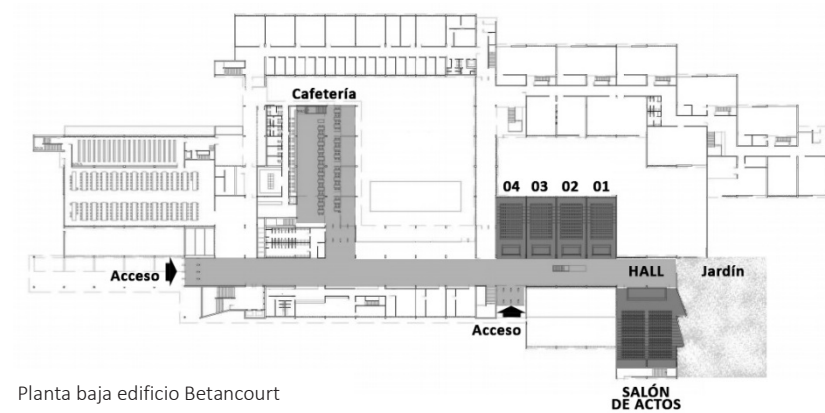 Cafetería
04 03 02 01
Acceso
HALL
Jardín
Acceso
Planta baja edificio Betancourt
SALÓN
DE ACTOS